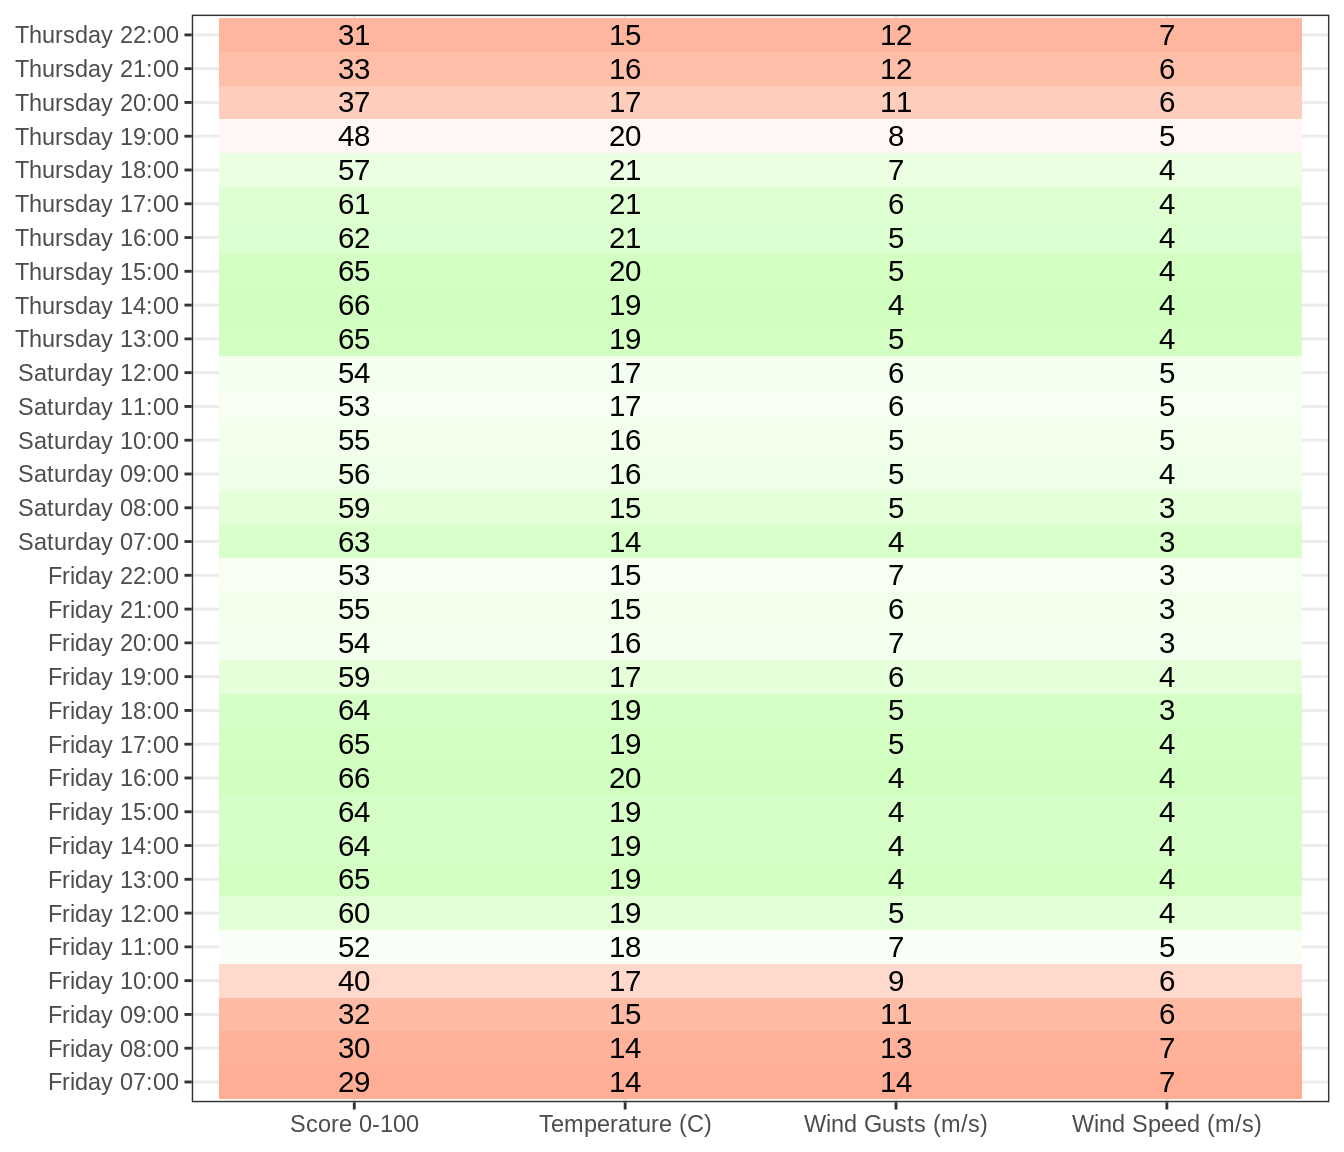 Thursday 22:00 31 15 12 7
Thursday 21:00 33 16 12 6
Thursday 20:00 37 17 11 6
Thursday 19:00 48 20 8 5
Thursday 18:00 57 21 7 4
Thursday 17:00 61 21 6 4
Thursday 16:00 62 21 5 4
Thursday 15:00 65 20 5 4
Thursday 14:00 66 19 4 4
Thursday 13:00 65 19 5 4
Saturday 12:00 54 17 6 5
Saturday 11:00 53 17 6 5
Saturday 10:00 55 16 5 5
Saturday 09:00 56 16 5 4
Saturday 08:00 59 15 5 3
Saturday 07:00 63 14 4 3
Friday 22:00 53 15 7 3
Friday 21:00 55 15 6 3
Friday 20:00 54 16 7 3
Friday 19:00 59 17 6 4
Friday 18:00 64 19 5 3
Friday 17:00 65 19 5 4
Friday 16:00 66 20 4 4
Friday 15:00 64 19 4 4
Friday 14:00 64 19 4 4
Friday 13:00 65 19 4 4
Friday 12:00 60 19 5 4
Friday 11:00 52 18 7 5
Friday 10:00 40 17 9 6
Friday 09:00 32 15 11 6
Friday 08:00 30 14 13 7
Friday 07:00 29 14 14 7
Score 0-100 Temperature (C) Wind Gusts (m/s) Wind Speed (m/s)